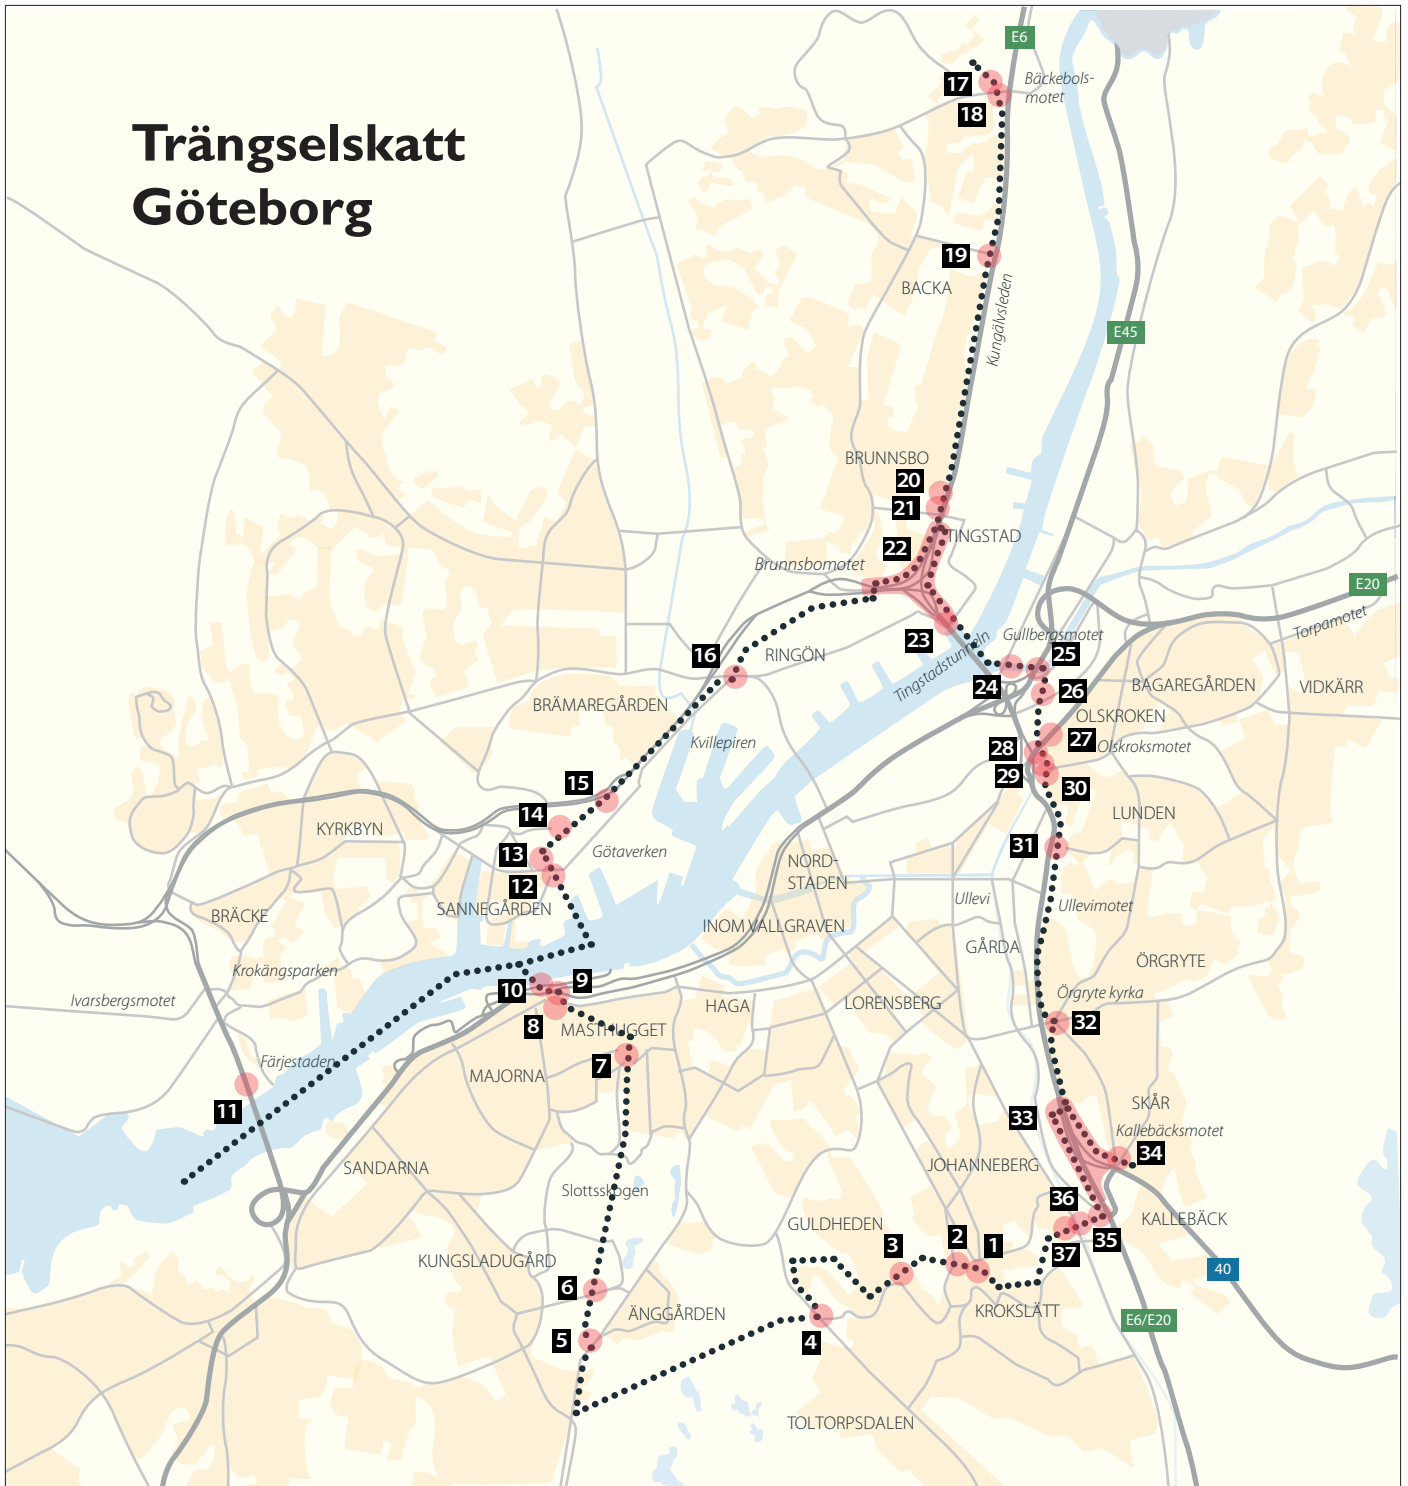 Trängselskatt
Göteborg
E6
17
Bäckebols-
motet
18
19
BACKA
Kungälvsleden
E45
BRUNNSBO
20
21
TINGSTAD
22
Brunnsbomotet
E20
Torpamotet
23
Gullbergsmotet
16
RINGÖN
25
Tingstadstunneln
24
26
BAGAREGÅRDEN
VIDKÄRR
BRÄMAREGÅRDEN
OLSKROKEN
Kvillepiren
28
27
Olskroksmotet
29
30
15
14
LUNDEN
KYRKBYN
13
Götaverken
31
12
NORD-
STADEN
SANNEGÅRDEN
Ullevi
Ullevimotet
BRÄCKE
INOM VALLGRAVEN
GÅRDA
ÖRGRYTE
Krokängsparken
10
9
Ivarsbergsmotet
HAGA
LORENSBERG
Örgryte kyrka
8
MASTHUGGET
32
7
Färjestaden
MAJORNA
11
33
SKÅR
Kallebäcksmotet
34
SANDARNA
JOHANNEBERG
Slottsskogen
36
GULDHEDEN
KALLEBÄCK
3
2
1
37
35
KUNGSLADUGÅRD
40
6
ÄNGGÅRDEN
KROKSLÄTT
E6/E20
5
4
TOLTORPSDALEN